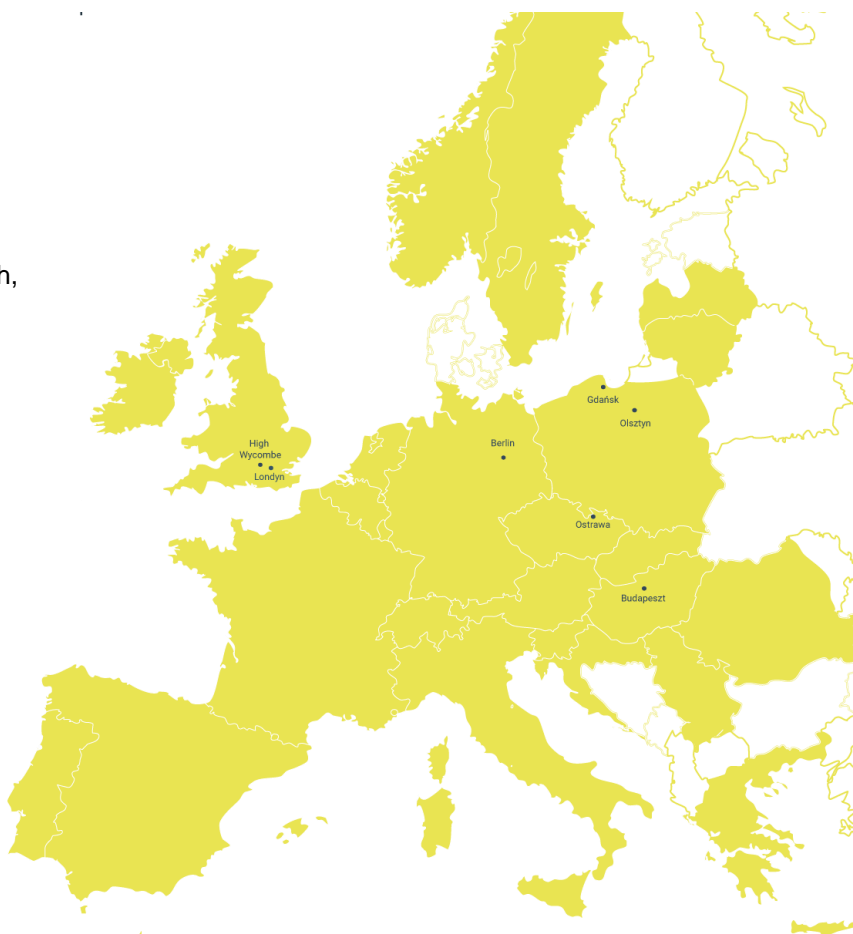 h,
Gdańsk
Olsztyn
Berlin
High
Wycombe
Londyn
Ostrawa
Budapeszt